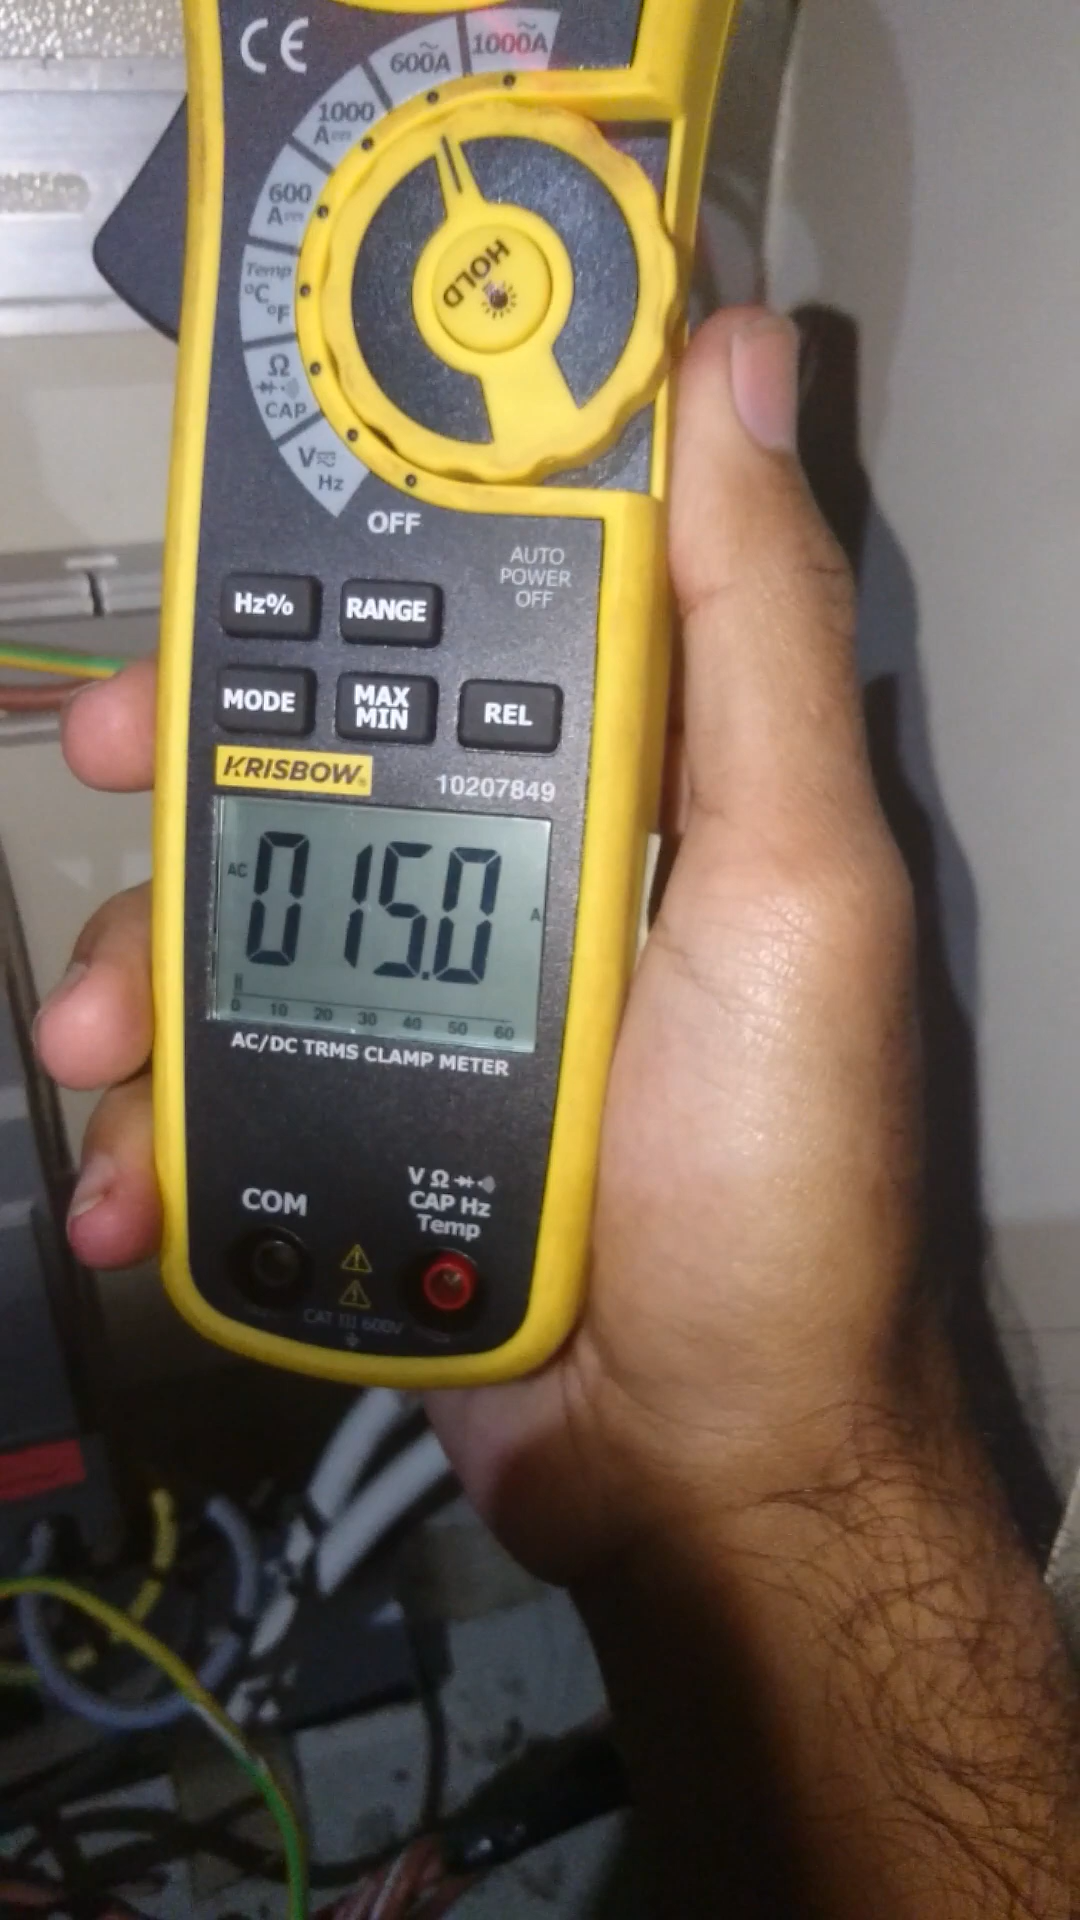 CE
600A~
1000A~
1000
A
600
A
Temp
°C
°F
Ω
CAP
V
Hz
HOLD
OFF
AUTO
POWER
OFF
Hz%
RANGE
MODE
MAX
MIN
REL
KRISBOW
10207849
AC
015.0
A
0 10 20 30 40 50 60
AC/DC TRMS CLAMP METER
COM
V Ω
CAP Hz
Temp
CAT III 600V